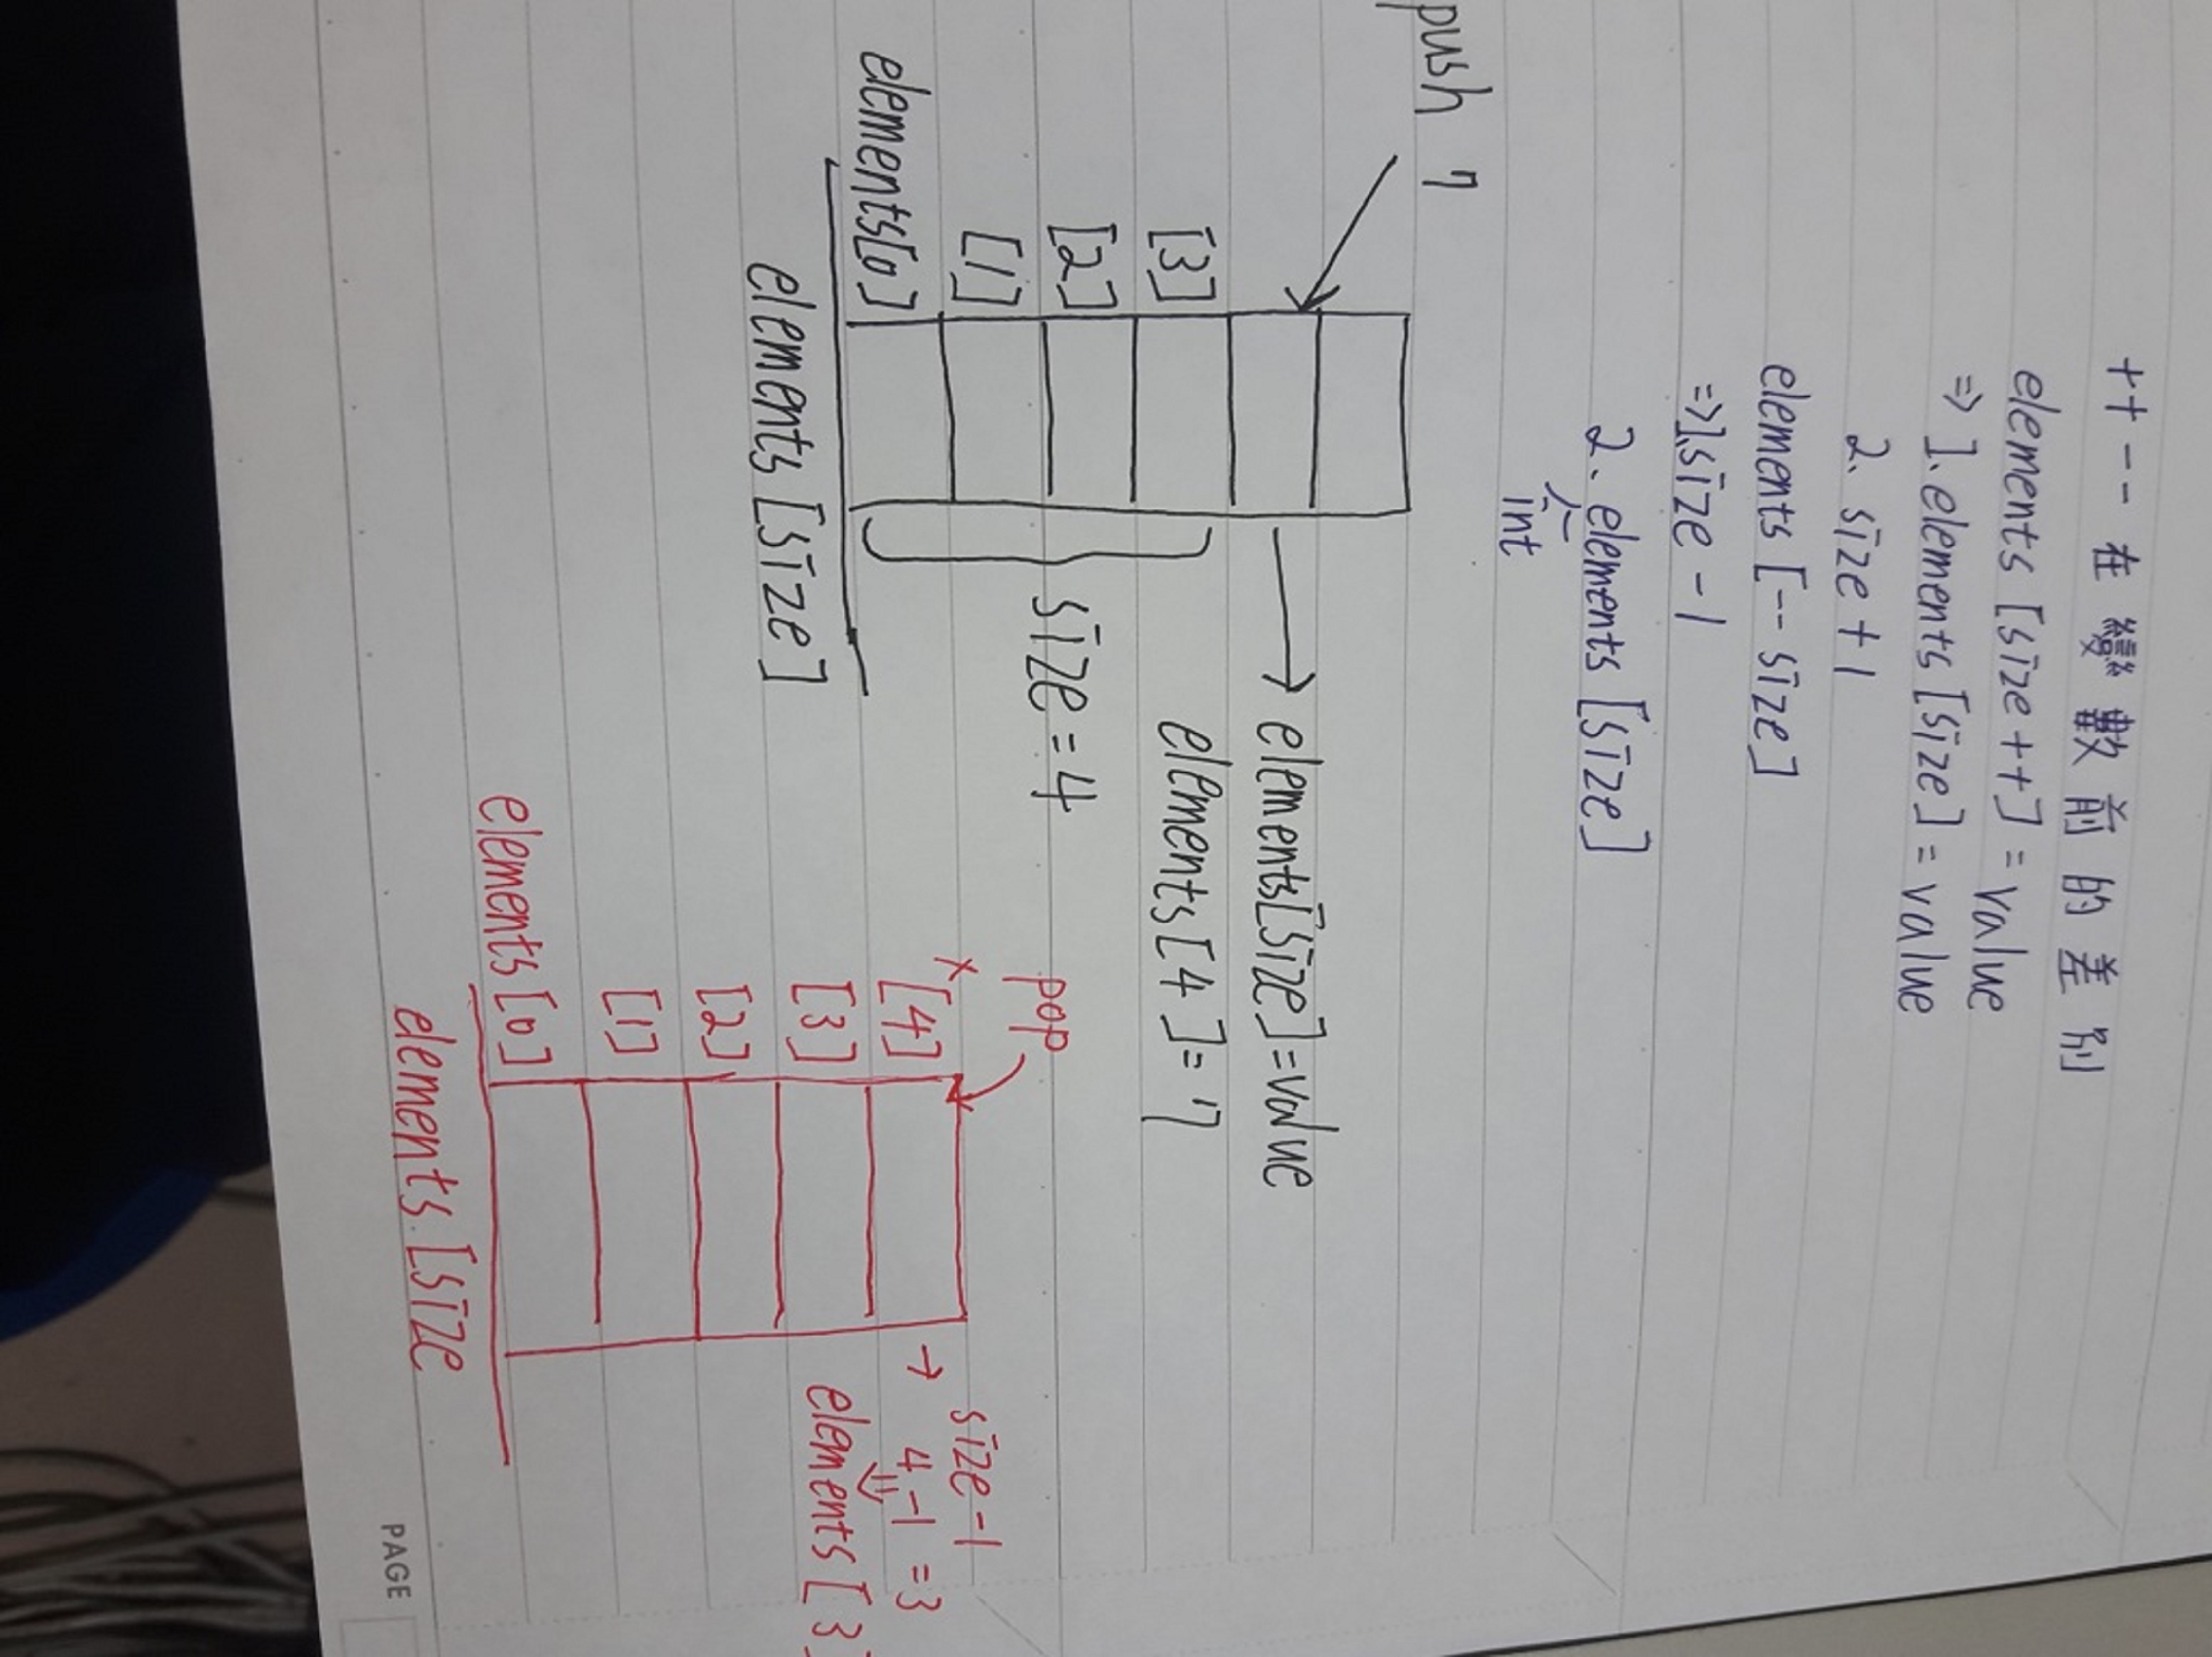 ++ -- 在變數前的差別
elements [size++] = value
=> 1. elements [size] = value
2. size + 1
elements [-- size]
=> 1. size - 1
2. elements [size]
int
push 7
→ elements[size] = value
elements[4] = 7
[3]
[2]
[1]
elements[0]
size = 4
elements [size]
pop
x
[4]
[3]
[2]
[1]
elements[0]
→ size - 1
4 - 1 = 3
elements [3]
elements [size
PAGE